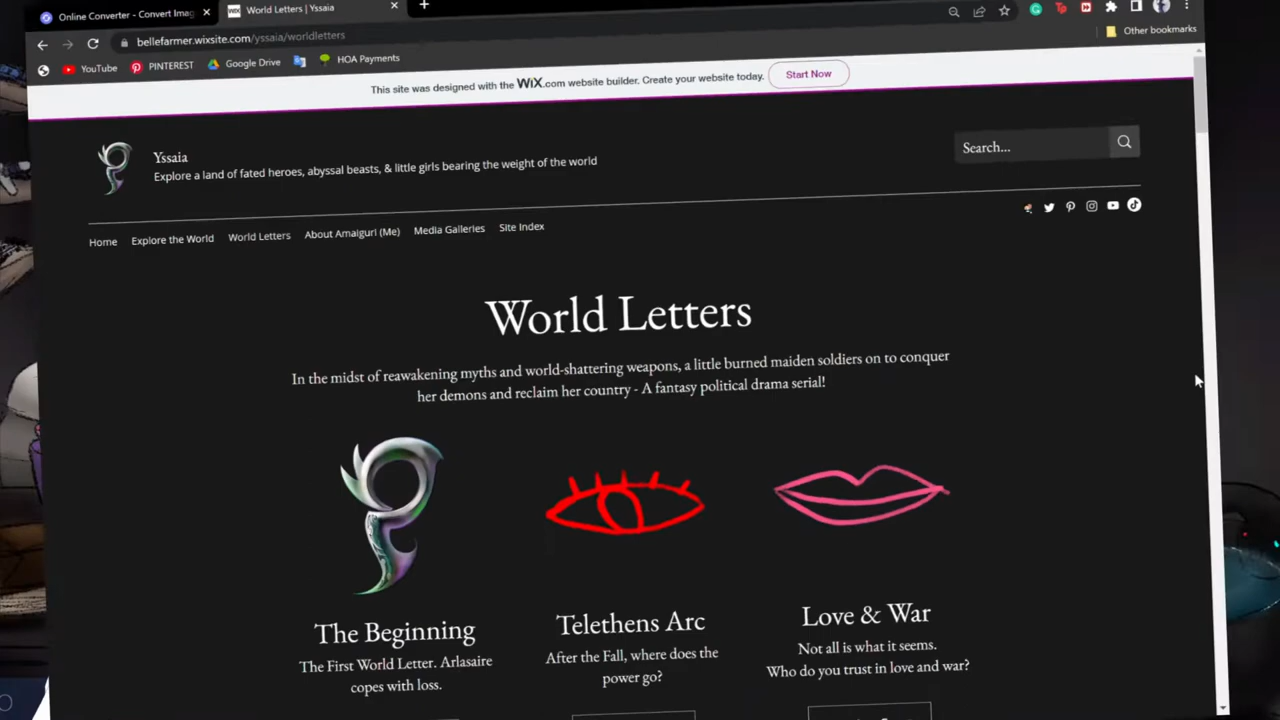 Online Converter - Convert Imag
World Letters | Yssaia
bellefarmer.wixsite.com/yssaia/worldletters
Other bookmarks
YouTube
PINTEREST
Google Drive
HOA Payments
This site was designed with the WiX.com website builder. Create your website today.
Start Now
Yssaia
Explore a land of fated heroes, abyssal beasts, & little girls bearing the weight of the world
Search...
Home
Explore the World
World Letters
About Amalguri (Me)
Media Galleries
Site Index
World Letters
In the midst of reawakening myths and world-shattering weapons, a little burned maiden soldiers on to conquer
her demons and reclaim her country - A fantasy political drama serial!
The Beginning
The First World Letter. Arlasaire
copes with loss.
Telethens Arc
After the Fall, where does the
power go?
Love & War
Not all is what it seems.
Who do you trust in love and war?